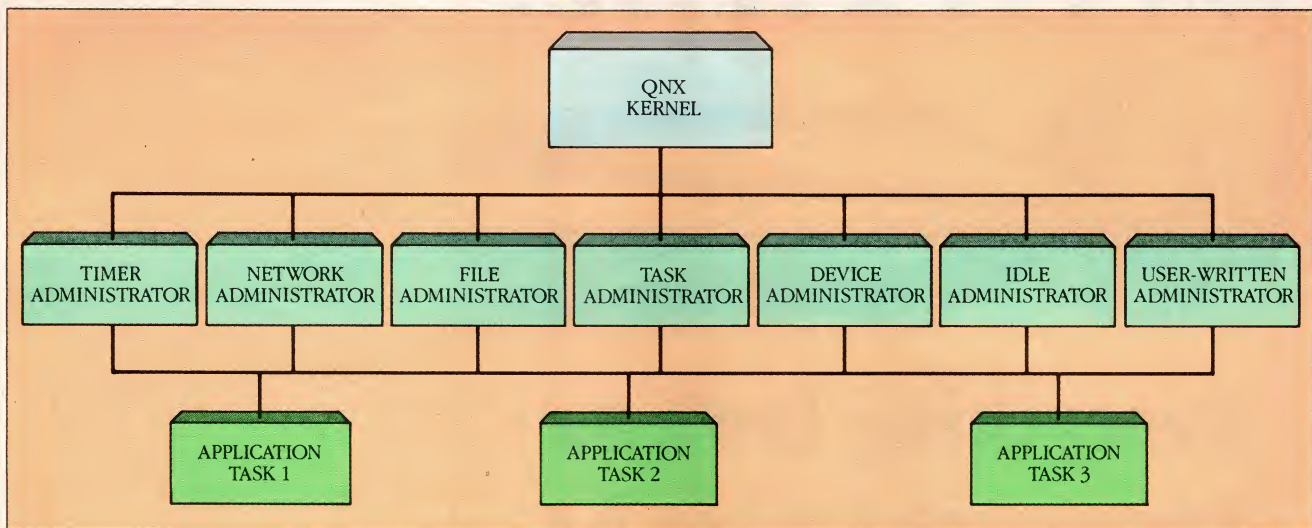 QNX
KERNEL
TIMER
ADMINISTRATOR
NETWORK
ADMINISTRATOR
FILE
ADMINISTRATOR
TASK
ADMINISTRATOR
DEVICE
ADMINISTRATOR
IDLE
ADMINISTRATOR
USER-WRITTEN
ADMINISTRATOR
APPLICATION
TASK 1
APPLICATION
TASK 2
APPLICATION
TASK 3